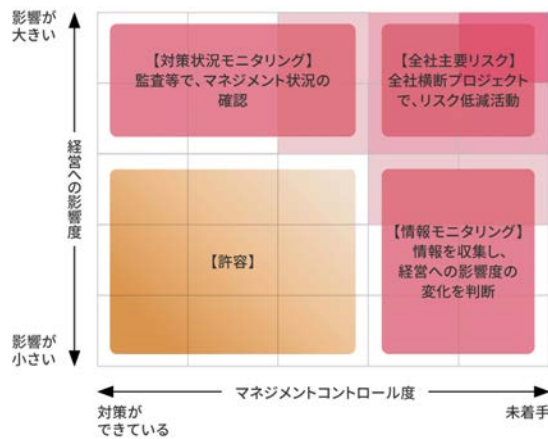 影響が
大きい
経営への影響度
影響が
小さい
【対策状況モニタリング】
監査等で、マネジメント状況の
確認
【全社主要リスク】
全社横断プロジェクト
で、リスク低減活動
【許容】
【情報モニタリング】
情報を収集し、
経営への影響度の
変化を判断
マネジメントコントロール度
対策が
できている
未着手